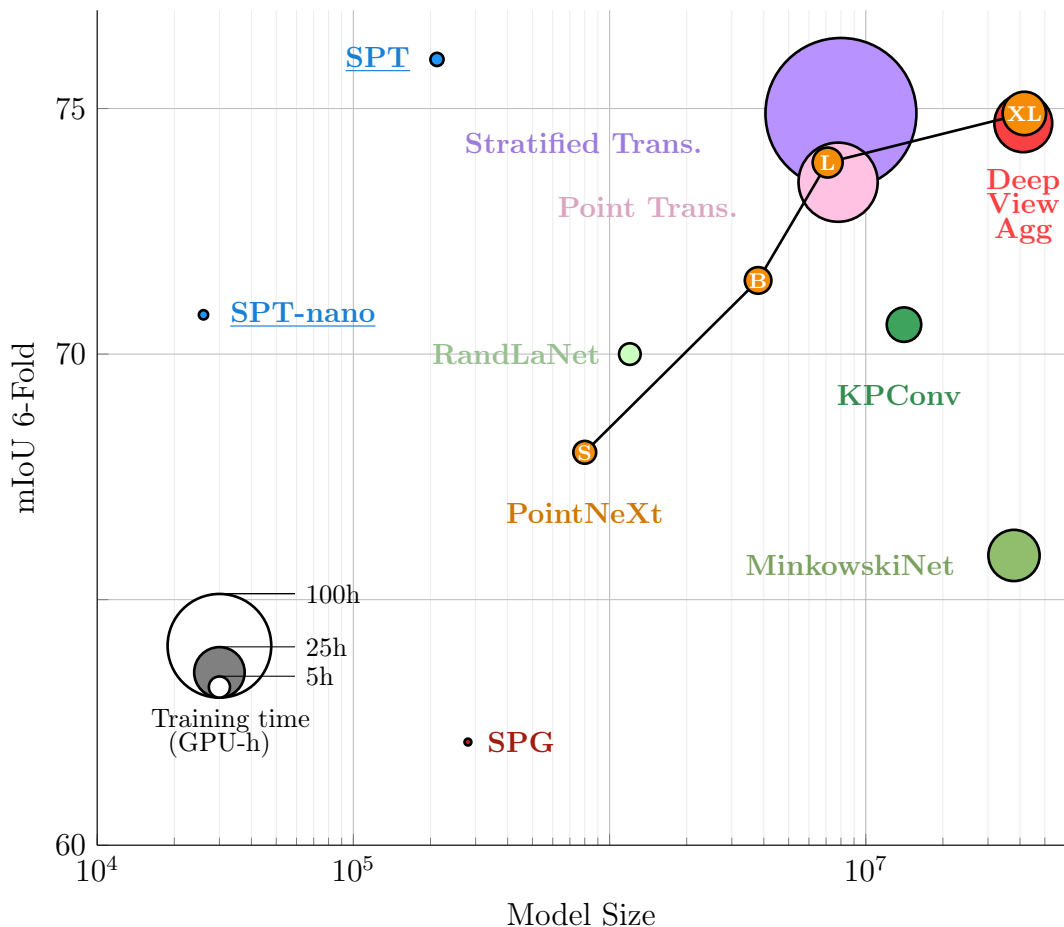 SPT
75
XL
Stratified Trans.
L
Deep
View
Agg
Point Trans.
B
SPT-nano
70
RandLaNet
KPConv
S
PointNeXt
MinkowskiNet
100h
25h
5h
Training time
(GPU-h)
SPG
60
10^4
10^5
10^7
Model Size
mIoU 6-Fold